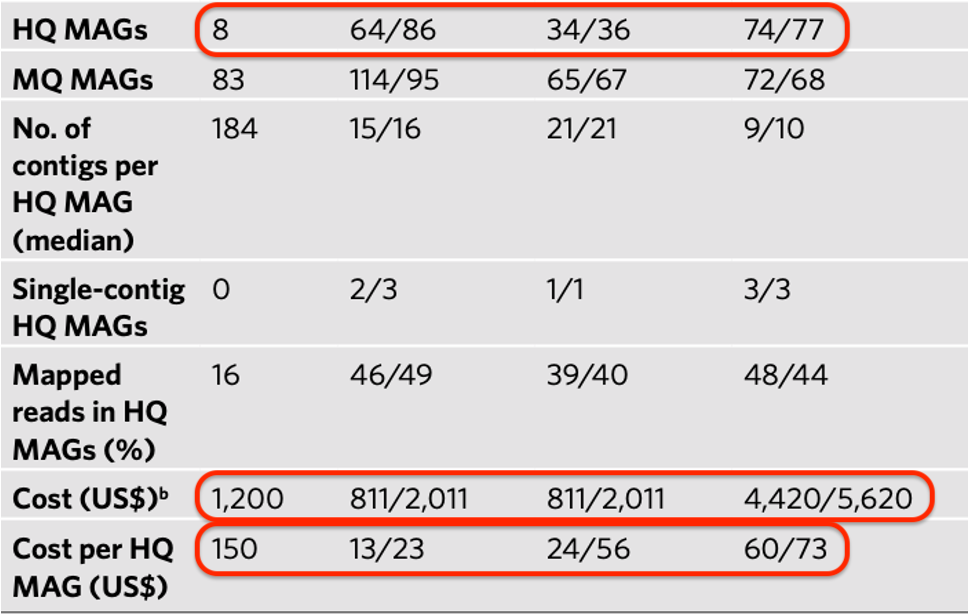 HQ MAGs 8 64/86 34/36 74/77
MQ MAGs 83 114/95 65/67 72/68
No. of 184 15/16 21/21 9/10
contigs per
HQ MAG
(median)
Single-contig 0 2/3 1/1 3/3
HQ MAGs
Mapped 16 46/49 39/40 48/44
reads in HQ
MAGs (%)
Cost (US$)ᵇ 1,200 811/2,011 811/2,011 4,420/5,620
Cost per HQ 150 13/23 24/56 60/73
MAG (US$)